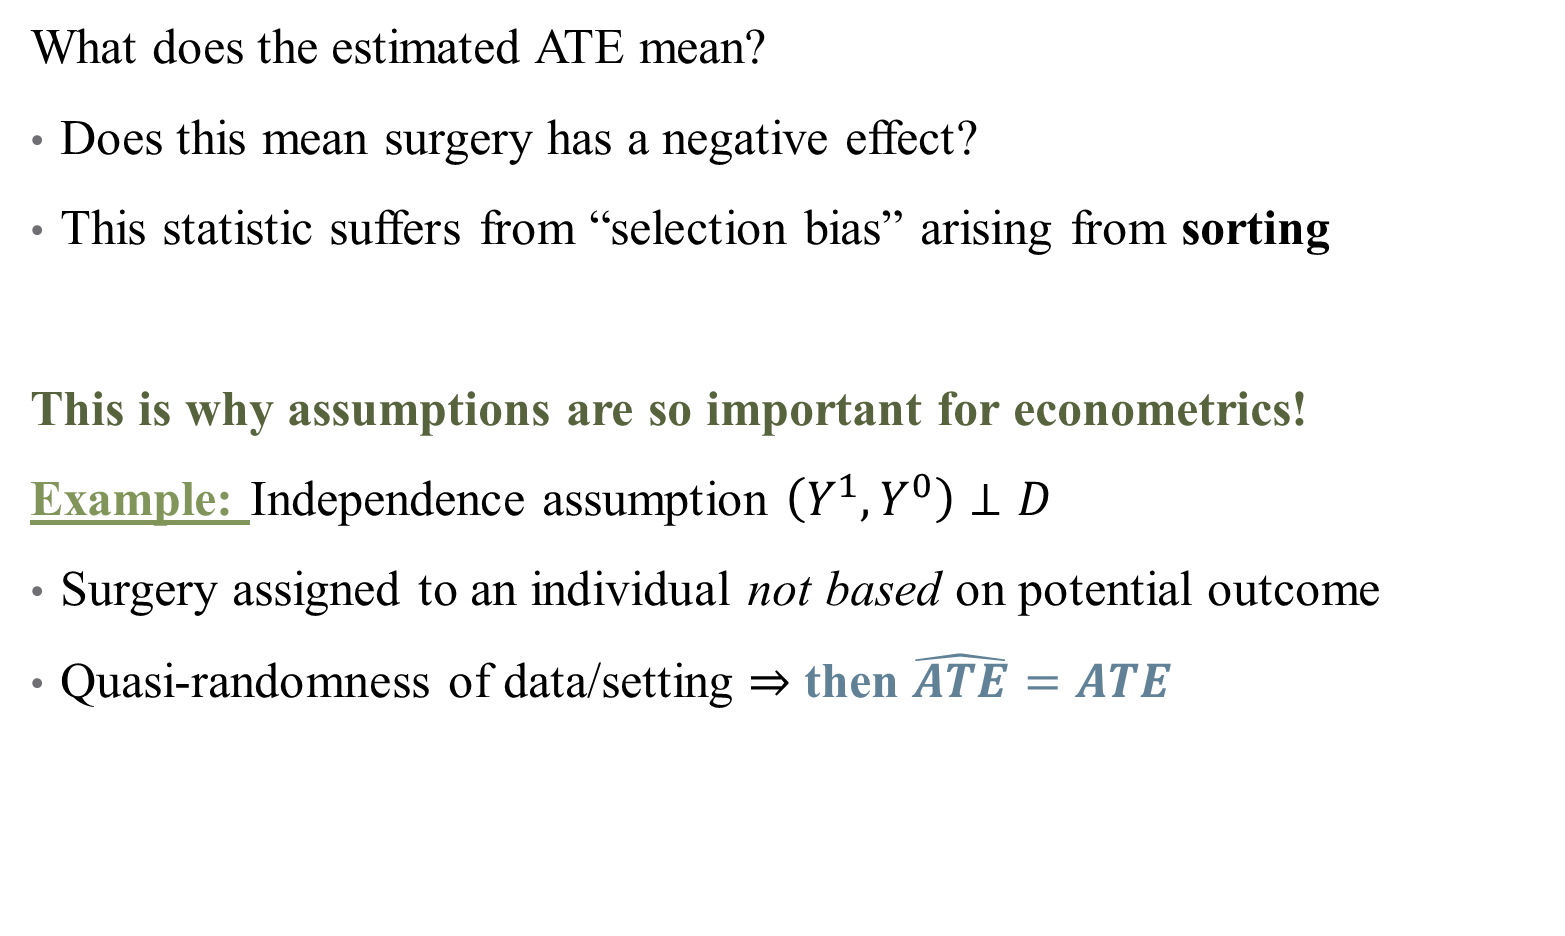 What does the estimated ATE mean?
• Does this mean surgery has a negative effect?
• This statistic suffers from “selection bias” arising from sorting
This is why assumptions are so important for econometrics!
Example: Independence assumption (Y¹, Y⁰) ⊥ D
• Surgery assigned to an individual not based on potential outcome
• Quasi-randomness of data/setting ⇒ then \widehat{ATE} = ATE